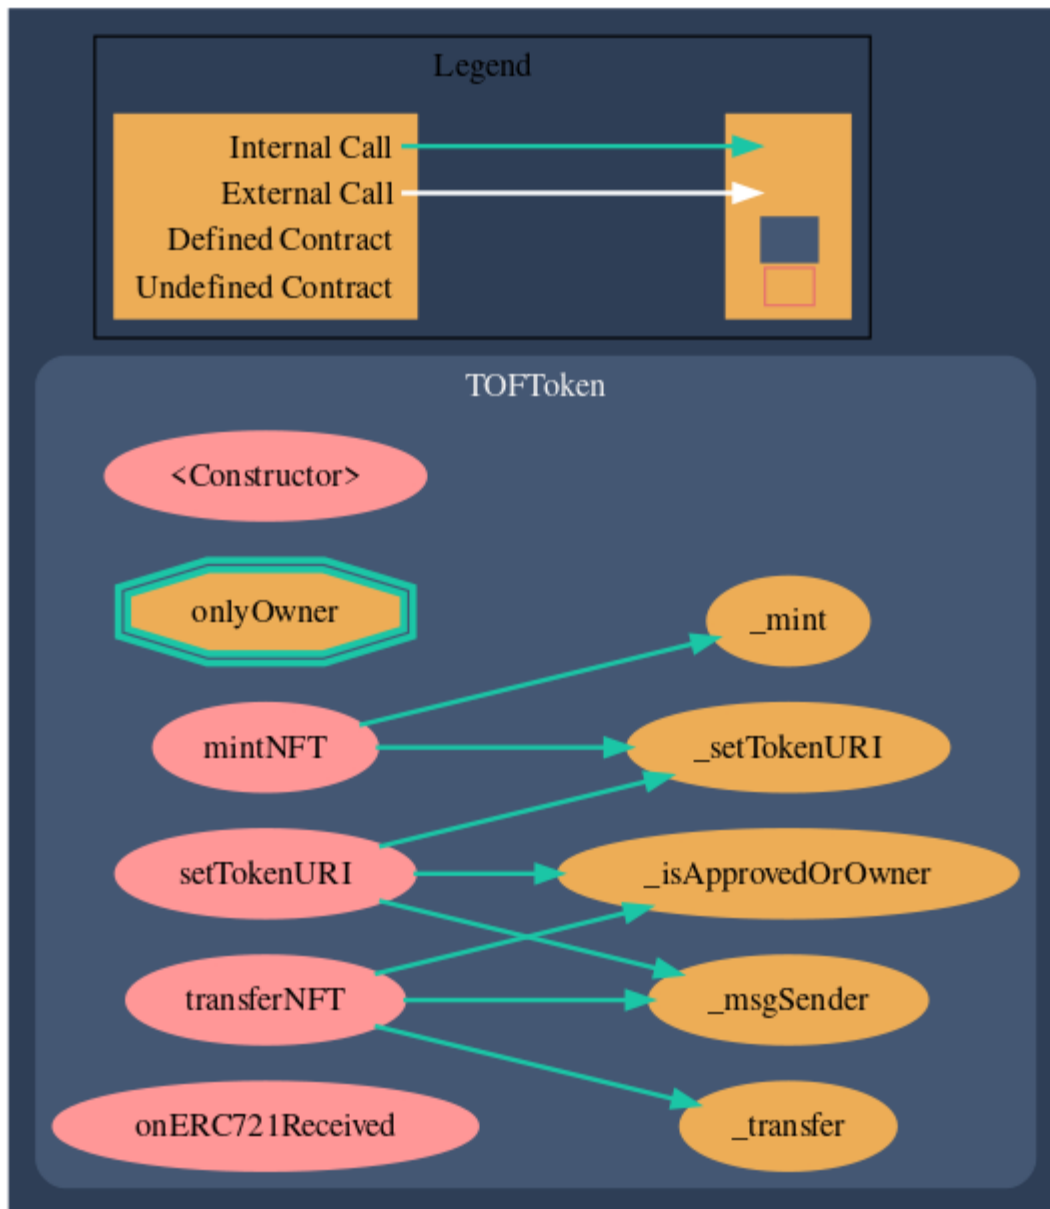 Legend
Internal Call
External Call
Defined Contract
Undefined Contract
TOFToken
<Constructor>
onlyOwner
_mint
mintNFT
_setTokenURI
setTokenURI
_isApprovedOrOwner
transferNFT
_msgSender
onERC721Received
_transfer